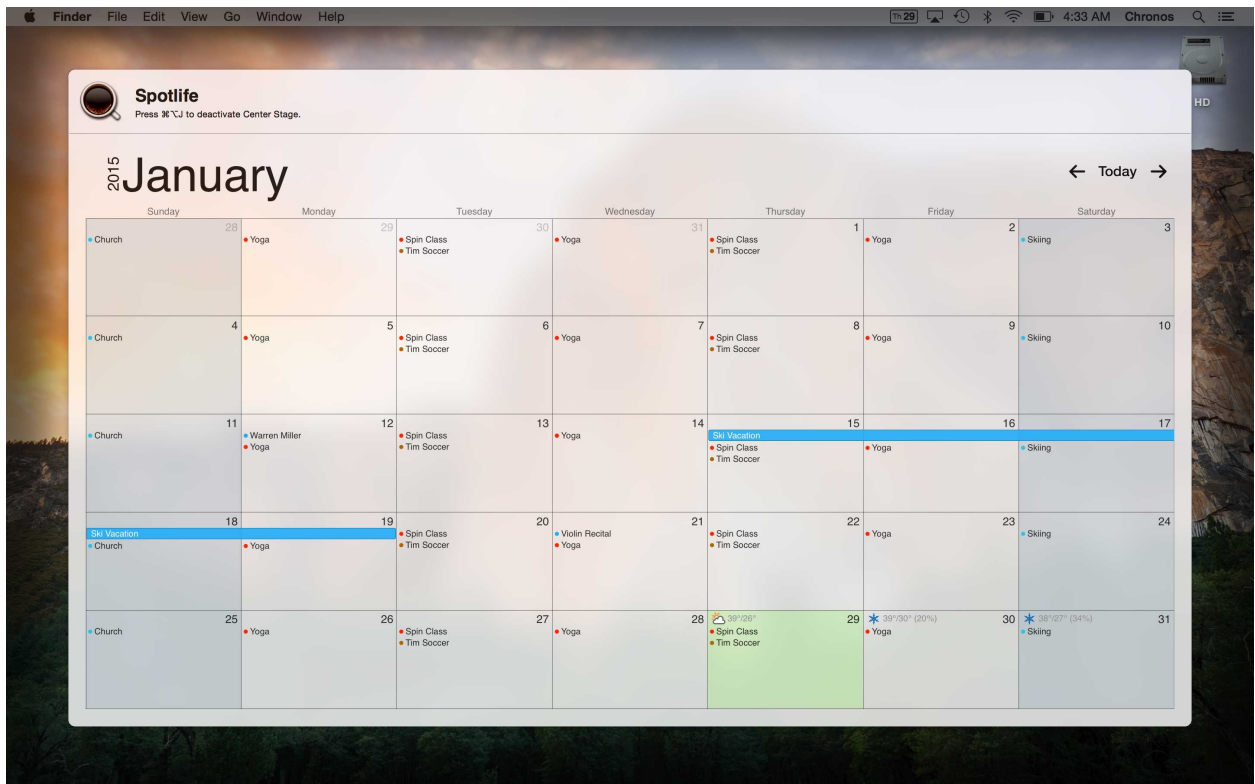 Finder File Edit View Go Window Help Th 29 4:33 AM Chronos
HD
Spotlife
Press ⌘⌥J to deactivate Center Stage.
2015 January
← Today →
Sunday Monday Tuesday Wednesday Thursday Friday Saturday
28 29 30 31 1 2 3
Church Yoga Spin Class Yoga Spin Class Yoga Skiing
Tim Soccer Tim Soccer
4 5 6 7 8 9 10
Church Yoga Spin Class Yoga Spin Class Yoga Skiing
Tim Soccer Tim Soccer
11 12 13 14 15 16 17
Church Warren Miller Spin Class Yoga Ski Vacation
Yoga Tim Soccer Spin Class Yoga Skiing
Tim Soccer
18 19 20 21 22 23 24
Ski Vacation Spin Class Violin Recital Spin Class Yoga Skiing
Church Yoga Tim Soccer Yoga Tim Soccer
25 26 27 28 39°/26° 29 39°/30° (20%) 30 38°/27° (34%) 31
Church Yoga Spin Class Yoga Spin Class Yoga Skiing
Tim Soccer Tim Soccer